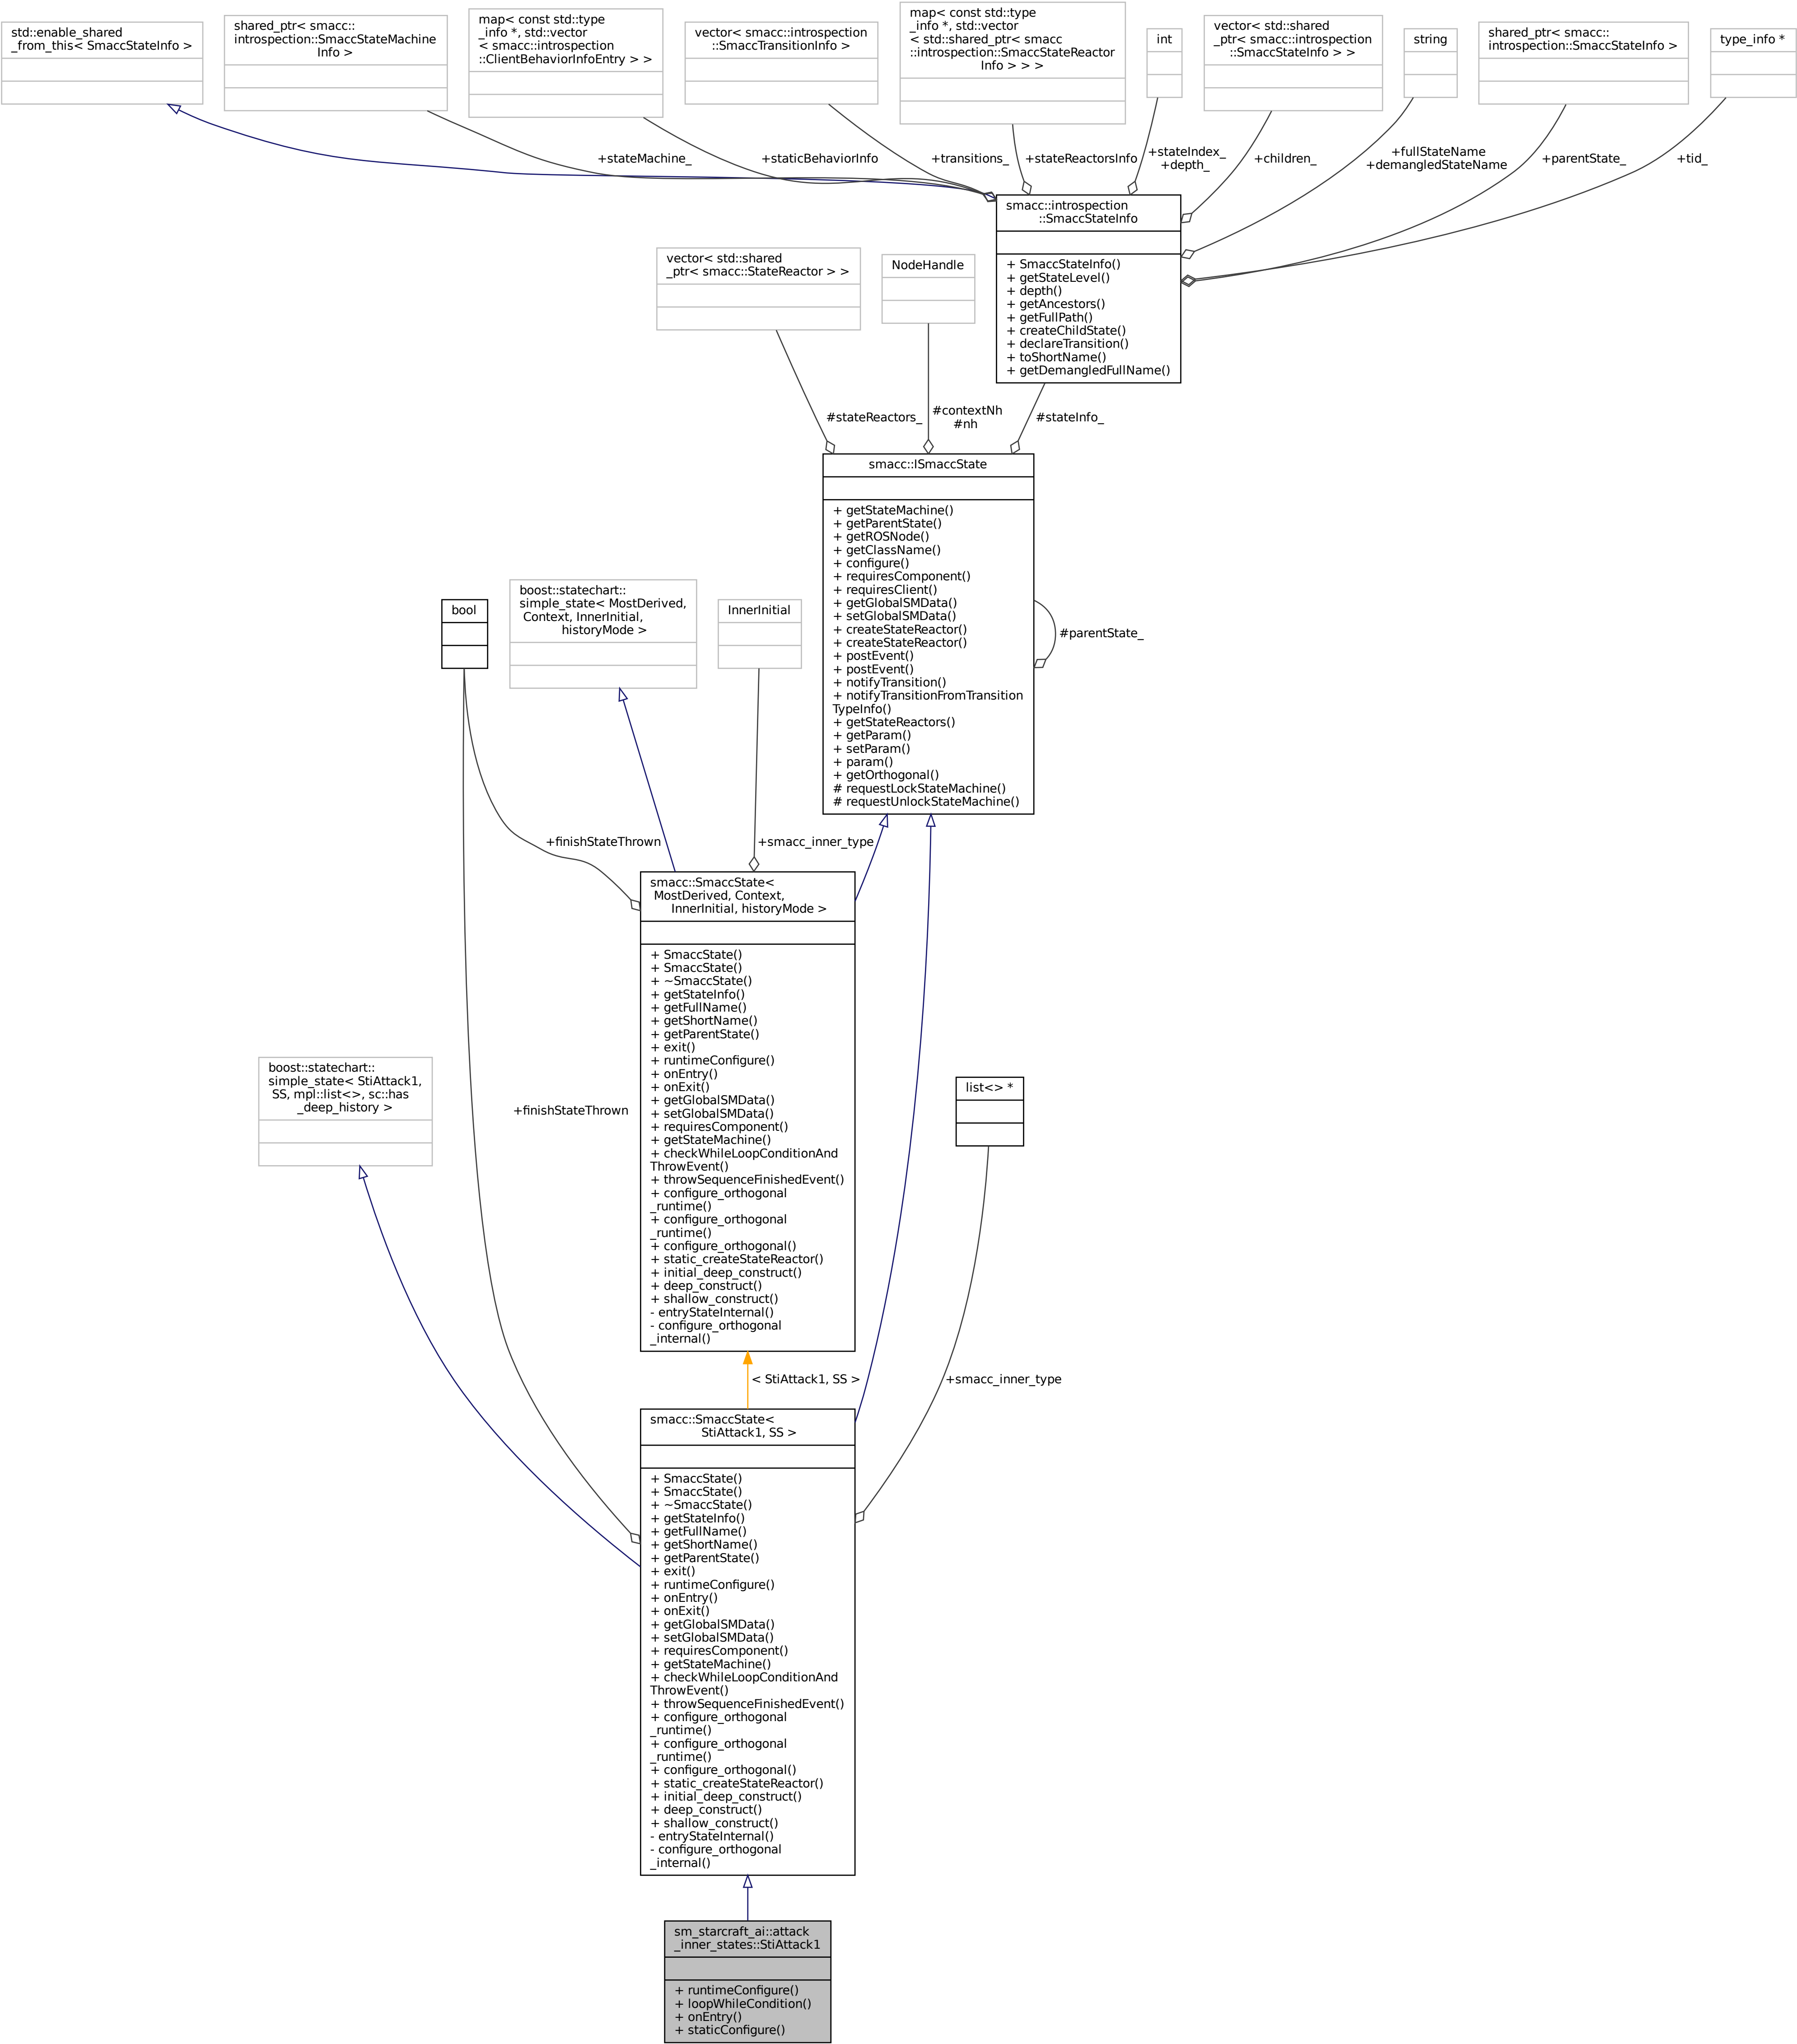 std::enable_shared
_from_this< SmaccStateInfo >
shared_ptr< smacc::
introspection::SmaccStateMachine
Info >
map< const std::type
_info *, std::vector
< smacc::introspection
::ClientBehaviorInfoEntry > >
vector< smacc::introspection
::SmaccTransitionInfo >
map< const std::type
_info *, std::vector
< std::shared_ptr< smacc
::introspection::SmaccStateReactor
Info > > >
int
vector< std::shared
_ptr< smacc::introspection
::SmaccStateInfo > >
string
shared_ptr< smacc::
introspection::SmaccStateInfo >
type_info *
+stateMachine_
+staticBehaviorInfo
+transitions_
+stateReactorsInfo
+stateIndex_
+depth_
+children_
+fullStateName
+demangledStateName
+parentState_
+tid_
smacc::introspection
::SmaccStateInfo
+ SmaccStateInfo()
+ getStateLevel()
+ depth()
+ getAncestors()
+ getFullPath()
+ createChildState()
+ declareTransition()
+ toShortName()
+ getDemangledFullName()
vector< std::shared
_ptr< smacc::StateReactor > >
NodeHandle
#stateReactors_
#contextNh
#nh
#stateInfo_
smacc::ISmaccState
+ getStateMachine()
+ getParentState()
+ getROSNode()
+ getClassName()
+ configure()
+ requiresComponent()
+ requiresClient()
+ getGlobalSMData()
+ setGlobalSMData()
+ createStateReactor()
+ createStateReactor()
+ postEvent()
+ postEvent()
+ notifyTransition()
+ notifyTransitionFromTransition
TypeInfo()
+ getStateReactors()
+ getParam()
+ setParam()
+ param()
+ getOrthogonal()
# requestLockStateMachine()
# requestUnlockStateMachine()
#parentState_
bool
boost::statechart::
simple_state< MostDerived,
Context, InnerInitial,
historyMode >
InnerInitial
+finishStateThrown
+smacc_inner_type
smacc::SmaccState<
MostDerived, Context,
InnerInitial, historyMode >
+ SmaccState()
+ SmaccState()
+ ~SmaccState()
+ getStateInfo()
+ getFullName()
+ getShortName()
+ getParentState()
+ exit()
+ runtimeConfigure()
+ onEntry()
+ onExit()
+ getGlobalSMData()
+ setGlobalSMData()
+ requiresComponent()
+ getStateMachine()
+ checkWhileLoopConditionAnd
ThrowEvent()
+ throwSequenceFinishedEvent()
+ configure_orthogonal
_runtime()
+ configure_orthogonal
_runtime()
+ configure_orthogonal()
+ static_createStateReactor()
+ initial_deep_construct()
+ deep_construct()
+ shallow_construct()
- entryStateInternal()
- configure_orthogonal
_internal()
boost::statechart::
simple_state< StiAttack1,
SS, mpl::list<>, sc::has
_deep_history >
+finishStateThrown
list<> *
< StiAttack1, SS >
+smacc_inner_type
smacc::SmaccState<
StiAttack1, SS >
+ SmaccState()
+ SmaccState()
+ ~SmaccState()
+ getStateInfo()
+ getFullName()
+ getShortName()
+ getParentState()
+ exit()
+ runtimeConfigure()
+ onEntry()
+ onExit()
+ getGlobalSMData()
+ setGlobalSMData()
+ requiresComponent()
+ getStateMachine()
+ checkWhileLoopConditionAnd
ThrowEvent()
+ throwSequenceFinishedEvent()
+ configure_orthogonal
_runtime()
+ configure_orthogonal
_runtime()
+ configure_orthogonal()
+ static_createStateReactor()
+ initial_deep_construct()
+ deep_construct()
+ shallow_construct()
- entryStateInternal()
- configure_orthogonal
_internal()
sm_starcraft_ai::attack
_inner_states::StiAttack1
+ runtimeConfigure()
+ loopWhileCondition()
+ onEntry()
+ staticConfigure()